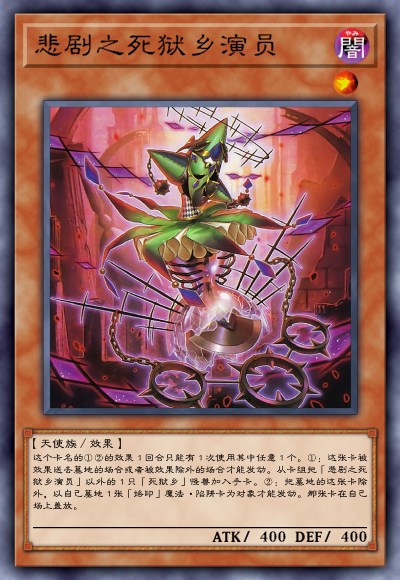 悲剧之死狱乡演员
やみ
闇
【天使族／效果】
这个卡名的①②的效果1回合只能有1次使用其中任意1个。①：这张卡被
效果送去墓地的场合或者被效果除外的场合才能发动。从卡组把「悲剧之死
狱乡演员」以外的1只「死狱乡」怪兽加入手卡。②：把墓地的这张卡除
外，以自己墓地1张「烙印」魔法·陷阱卡为对象才能发动。那张卡在自己
场上盖放。
ATK/ 400 DEF/ 400